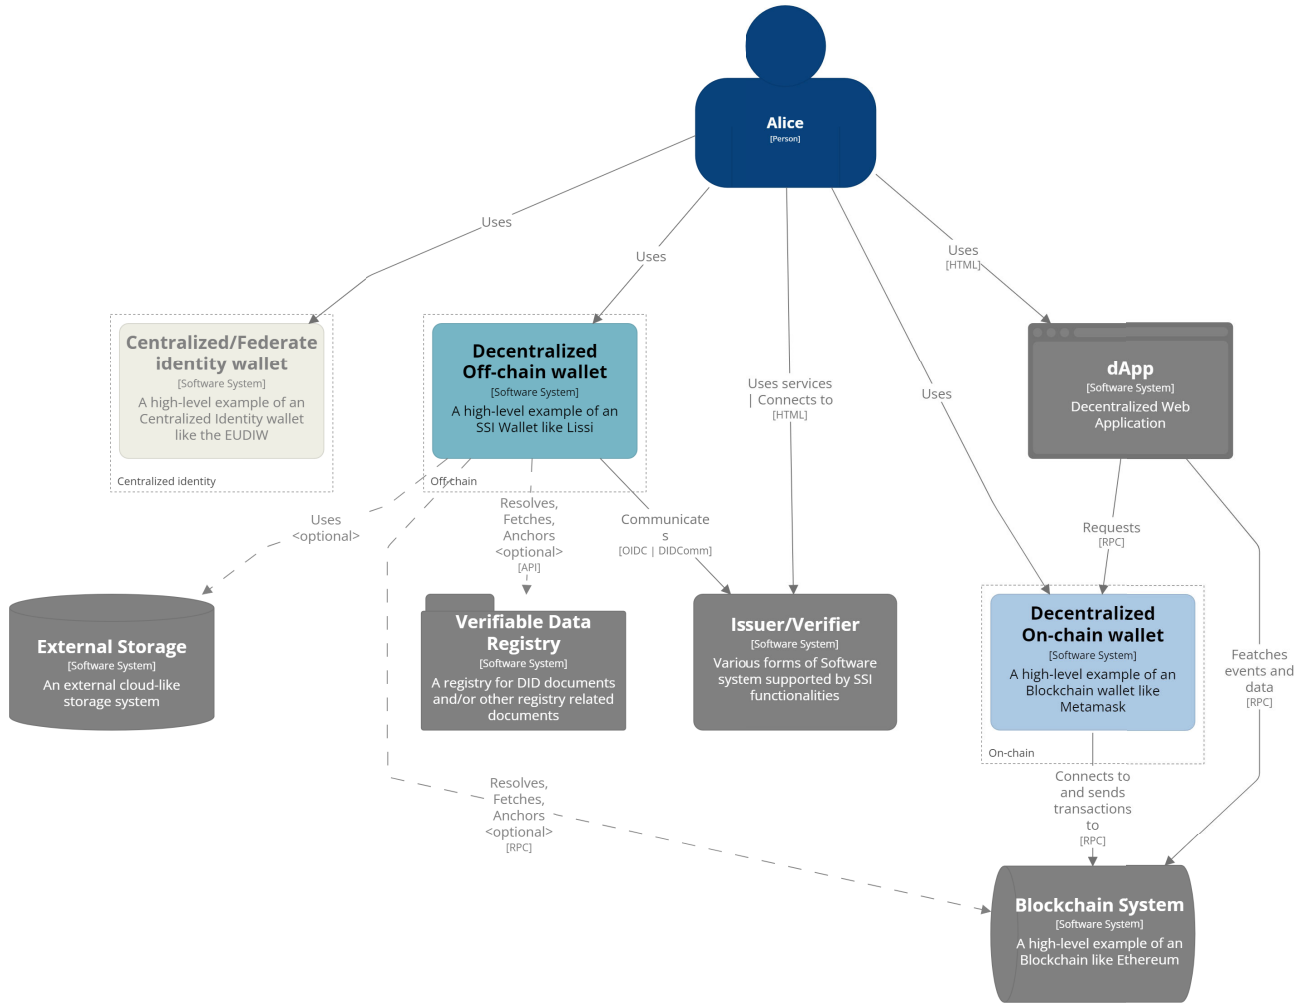 Alice
[Person]
Uses
Uses
Uses
[HTML]
Uses services
| Connects to
[HTML]
Uses
Centralized/Federate
identity wallet
[Software System]
A high-level example of an
Centralized Identity wallet
like the EUDIW
Centralized identity
Decentralized
Off-chain wallet
[Software System]
A high-level example of an
SSI Wallet like Lissi
Off-chain
dApp
[Software System]
Decentralized Web
Application
Uses
<optional>
Resolves,
Fetches,
Anchors
<optional>
[API]
Communicate
s
[OIDC | DIDComm]
Requests
[RPC]
External Storage
[Software System]
An external cloud-like
storage system
Verifiable Data
Registry
[Software System]
A registry for DID documents
and/or other registry related
documents
Issuer/Verifier
[Software System]
Various forms of Software
system supported by SSI
functionalities
Decentralized
On-chain wallet
[Software System]
A high-level example of an
Blockchain wallet like
Metamask
On-chain
Featches
events and
data
[RPC]
Resolves,
Fetches,
Anchors
<optional>
[RPC]
Connects to
and sends
transactions
to
[RPC]
Blockchain System
[Software System]
A high-level example of an
Blockchain like Ethereum